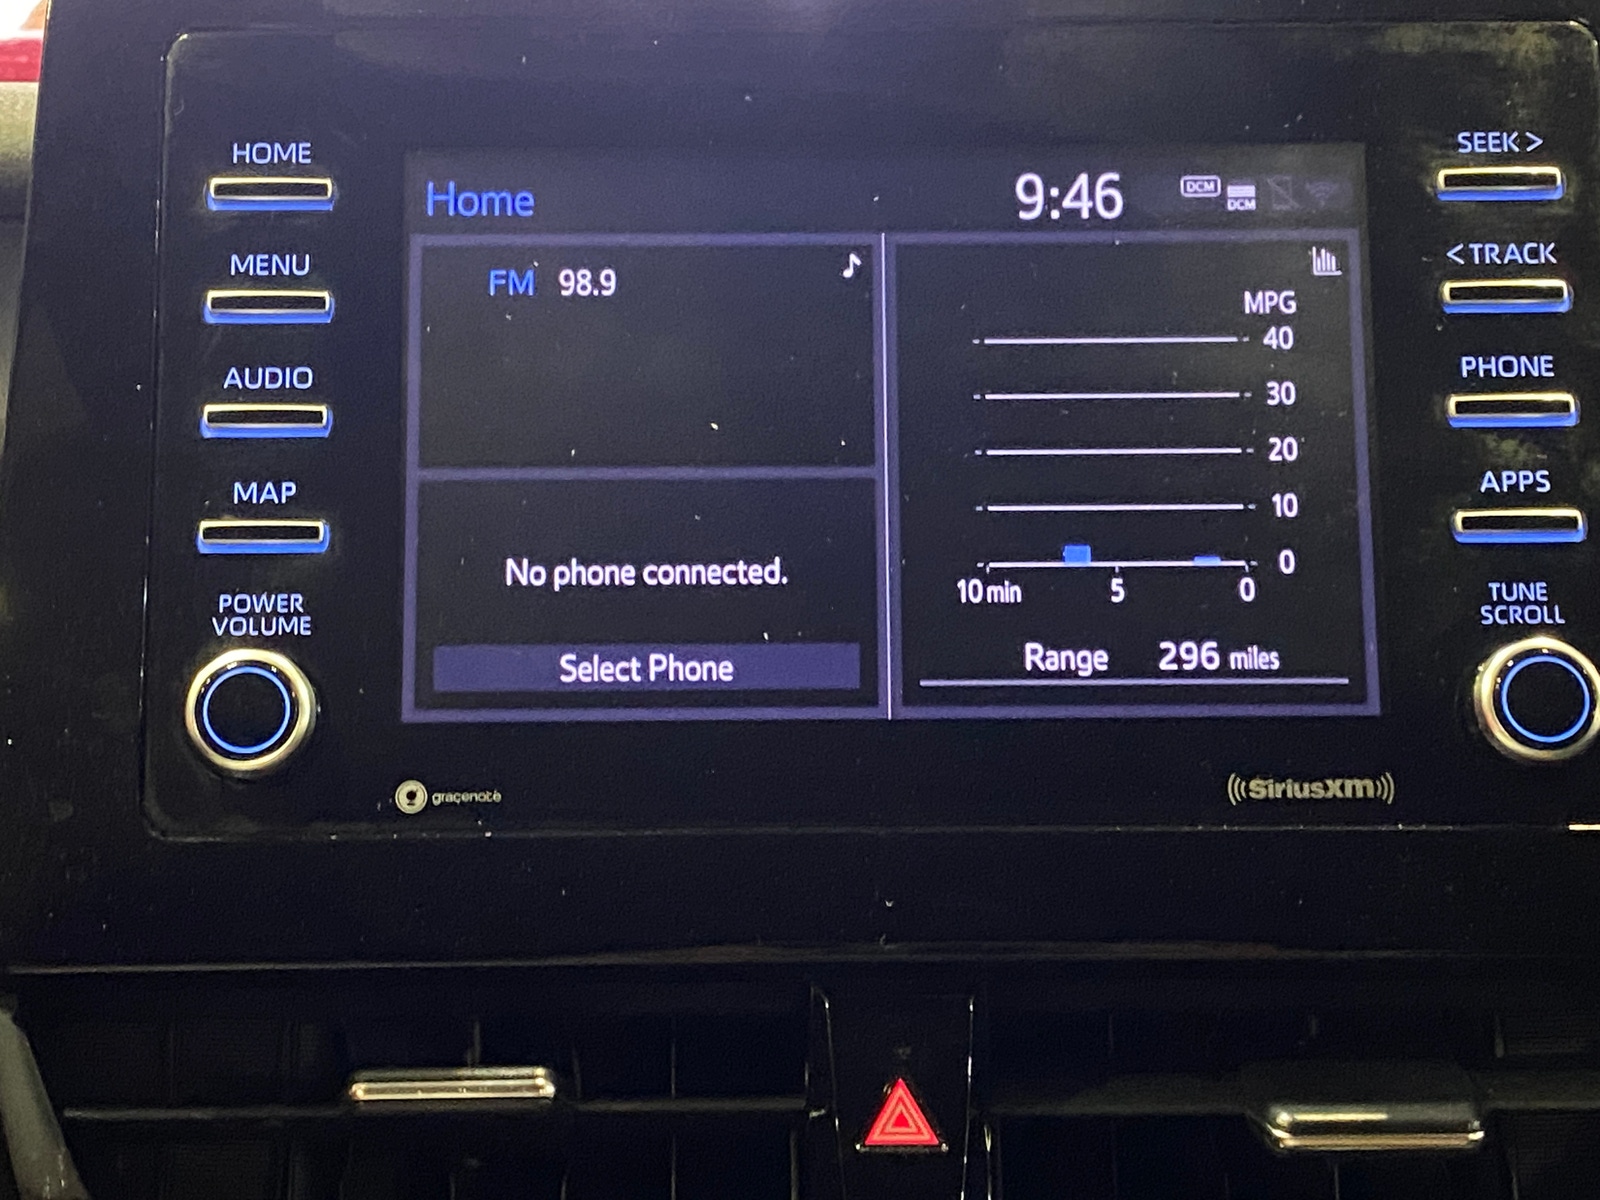 HOME
MENU
AUDIO
MAP
POWER
VOLUME
Home
9:46
DCM
DCM
FM 98.9
No phone connected.
Select Phone
MPG
40
30
20
10
0
10 min 5 0
Range 296 miles
SEEK >
< TRACK
PHONE
APPS
TUNE
SCROLL
gracenote
((SiriusXM))